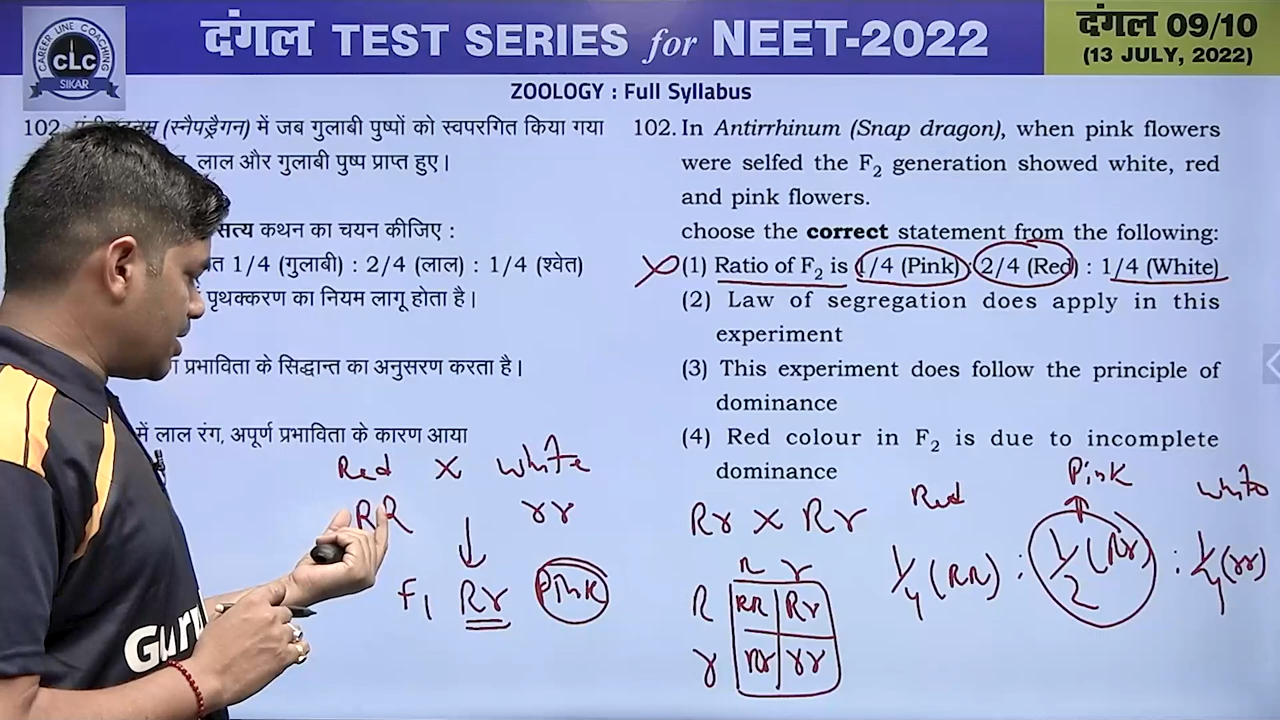 दंगल TEST SERIES for NEET-2022
दंगल 09/10
(13 JULY, 2022)
CAREER LINE COACHING
CLC
SIKAR
ZOOLOGY : Full Syllabus
102. (स्नैपड्रैगन) में जब गुलाबी पुष्पों को स्वपरागित किया गया
लाल और गुलाबी पुष्प प्राप्त हुए।
सत्य कथन का चयन कीजिए :
1/4 (गुलाबी) : 2/4 (लाल) : 1/4 (श्वेत)
पृथक्करण का नियम लागू होता है।
प्रभाविता के सिद्धान्त का अनुसरण करता है।
में लाल रंग, अपूर्ण प्रभाविता के कारण आया
102. In Antirrhinum (Snap dragon), when pink flowers
were selfed the F₂ generation showed white, red
and pink flowers.
choose the correct statement from the following:
(1) Ratio of F₂ is 1/4 (Pink) : 2/4 (Red) : 1/4 (White)
(2) Law of segregation does apply in this
experiment
(3) This experiment does follow the principle of
dominance
(4) Red colour in F₂ is due to incomplete
dominance
Red x White
RR rr
F1 Rr Pink
Rr x Rr
R r
R RR Rr
r Rr rr
Red Pink White
1/4 (RR) : 1/2 (Rr) : 1/4 (rr)
Guru